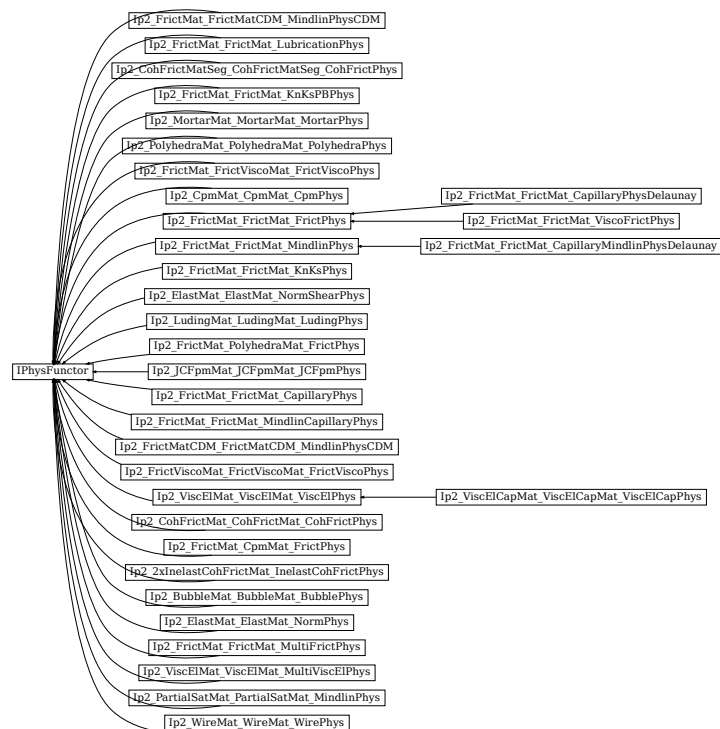 Ip2_FrictMat_FrictMatCDM_MindlinPhysCDM
Ip2_FrictMat_FrictMat_LubricationPhys
Ip2_CohFrictMatSeg_CohFrictMatSeg_CohFrictPhys
Ip2_FrictMat_FrictMat_KnKsPBPhys
Ip2_MortarMat_MortarMat_MortarPhys
Ip2_PolyhedraMat_PolyhedraMat_PolyhedraPhys
Ip2_FrictMat_FrictViscoMat_FrictViscoPhys
Ip2_CpmMat_CpmMat_CpmPhys
Ip2_FrictMat_FrictMat_CapillaryPhysDelaunay
Ip2_FrictMat_FrictMat_FrictPhys
Ip2_FrictMat_FrictMat_ViscoFrictPhys
Ip2_FrictMat_FrictMat_MindlinPhys
Ip2_FrictMat_FrictMat_CapillaryMindlinPhysDelaunay
Ip2_FrictMat_FrictMat_KnKsPhys
Ip2_ElastMat_ElastMat_NormShearPhys
Ip2_LudingMat_LudingMat_LudingPhys
Ip2_FrictMat_PolyhedraMat_FrictPhys
IPhysFunctor
Ip2_JCFpmMat_JCFpmMat_JCFpmPhys
Ip2_FrictMat_FrictMat_CapillaryPhys
Ip2_FrictMat_FrictMat_MindlinCapillaryPhys
Ip2_FrictMatCDM_FrictMatCDM_MindlinPhysCDM
Ip2_FrictViscoMat_FrictViscoMat_FrictViscoPhys
Ip2_ViscElMat_ViscElMat_ViscElPhys
Ip2_ViscElCapMat_ViscElCapMat_ViscElCapPhys
Ip2_CohFrictMat_CohFrictMat_CohFrictPhys
Ip2_FrictMat_CpmMat_FrictPhys
Ip2_2xInelastCohFrictMat_InelastCohFrictPhys
Ip2_BubbleMat_BubbleMat_BubblePhys
Ip2_ElastMat_ElastMat_NormPhys
Ip2_FrictMat_FrictMat_MultiFrictPhys
Ip2_ViscElMat_ViscElMat_MultiViscElPhys
Ip2_PartialSatMat_PartialSatMat_MindlinPhys
Ip2_WireMat_WireMat_WirePhys